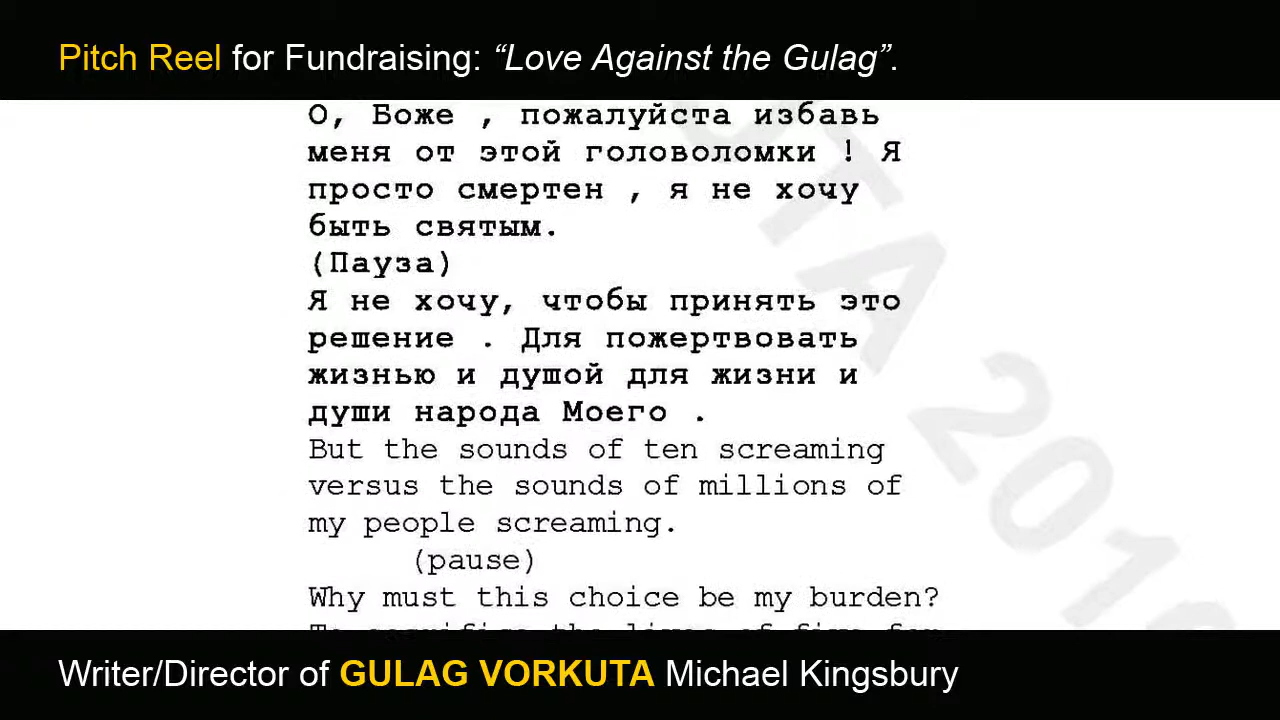 Pitch Reel for Fundraising: “Love Against the Gulag”.
О, Боже , пожалуйста избавь
меня от этой головоломки ! Я
просто смертен , я не хочу
быть святым.
(Пауза)
Я не хочу, чтобы принять это
решение . Для пожертвовать
жизнью и душой для жизни и
души народа Моего .
But the sounds of ten screaming
versus the sounds of millions of
my people screaming.
(pause)
Why must this choice be my burden?
Writer/Director of GULAG VORKUTA Michael Kingsbury